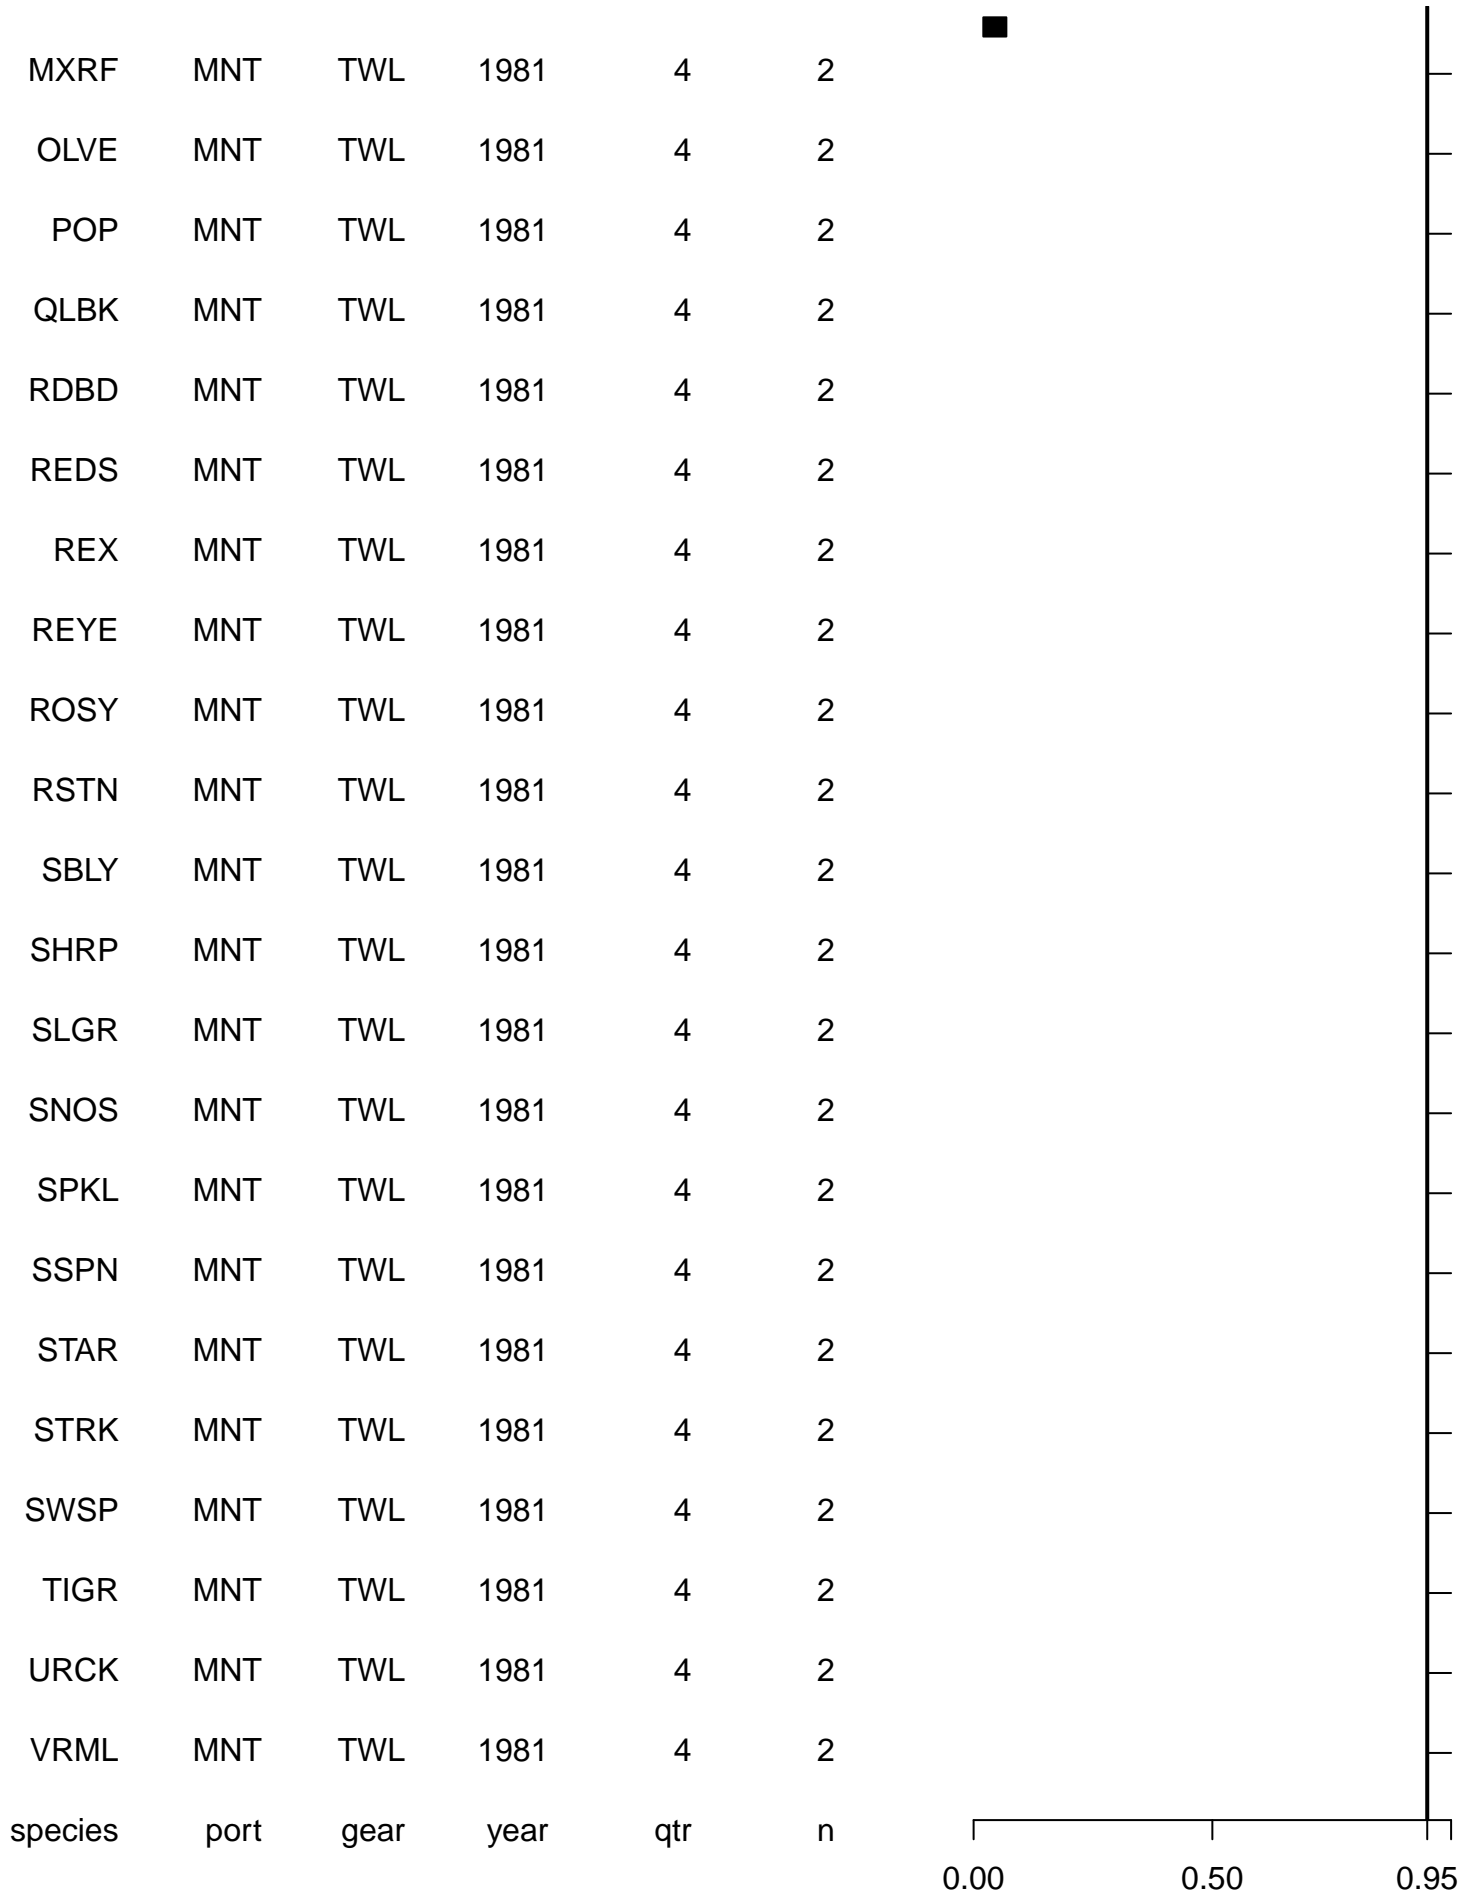 MXRF MNT TWL 1981 4 2
OLVE MNT TWL 1981 4 2
POP MNT TWL 1981 4 2
QLBK MNT TWL 1981 4 2
RDBD MNT TWL 1981 4 2
REDS MNT TWL 1981 4 2
REX MNT TWL 1981 4 2
REYE MNT TWL 1981 4 2
ROSY MNT TWL 1981 4 2
RSTN MNT TWL 1981 4 2
SBLY MNT TWL 1981 4 2
SHRP MNT TWL 1981 4 2
SLGR MNT TWL 1981 4 2
SNOS MNT TWL 1981 4 2
SPKL MNT TWL 1981 4 2
SSPN MNT TWL 1981 4 2
STAR MNT TWL 1981 4 2
STRK MNT TWL 1981 4 2
SWSP MNT TWL 1981 4 2
TIGR MNT TWL 1981 4 2
URCK MNT TWL 1981 4 2
VRML MNT TWL 1981 4 2
species port gear year qtr n
0.00 0.50 0.95